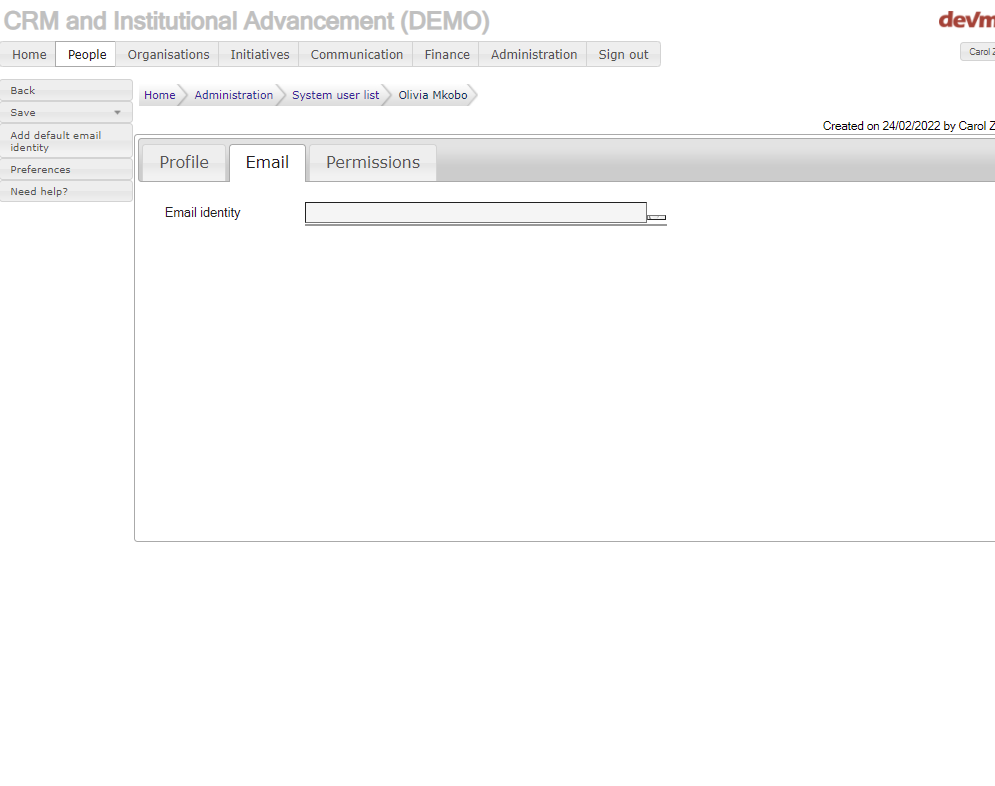 CRM and Institutional Advancement (DEMO)
devm
Home People Organisations Initiatives Communication Finance Administration Sign out
Carol Z
Back
Save
Add default email
identity
Preferences
Need help?
Home Administration System user list Olivia Mkobo
Created on 24/02/2022 by Carol Z
Profile Email Permissions
Email identity